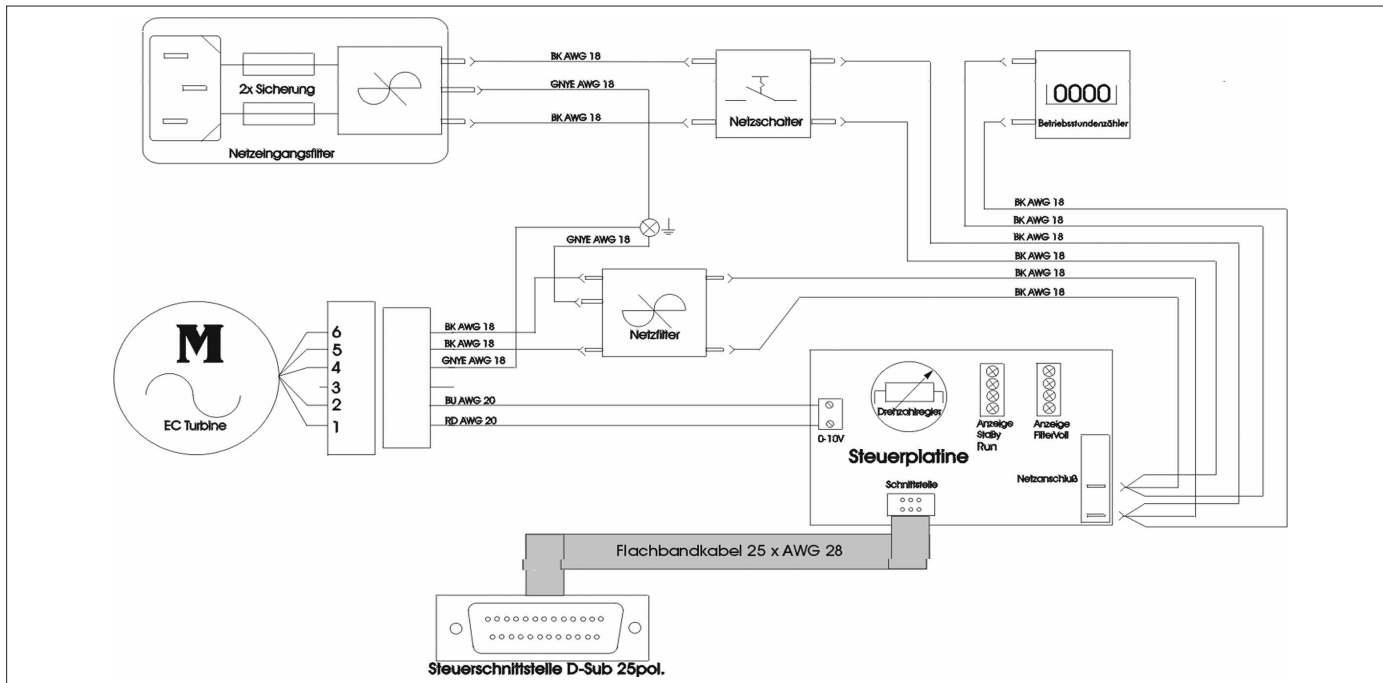 BK AWG 18
GNYE AWG 18
BK AWG 18
2x Sicherung
Netzeingangsfilter
Netzschalter
0000
Betriebsstundenzähler
BK AWG 18
BK AWG 18
BK AWG 18
BK AWG 18
BK AWG 18
BK AWG 18
GNYE AWG 18
Netzfilter
M
EC Turbine
6
5
4
3
2
1
BK AWG 18
BK AWG 18
GNYE AWG 18
BU AWG 20
RD AWG 20
0-10V
Drehzahlregler
Anzeige
StaBy
Run
Anzeige
FilterVoll
Steuerplatine
Netzanschluß
Schnittstelle
Flachbandkabel 25 x AWG 28
Steuerschnittstelle D-Sub 25pol.